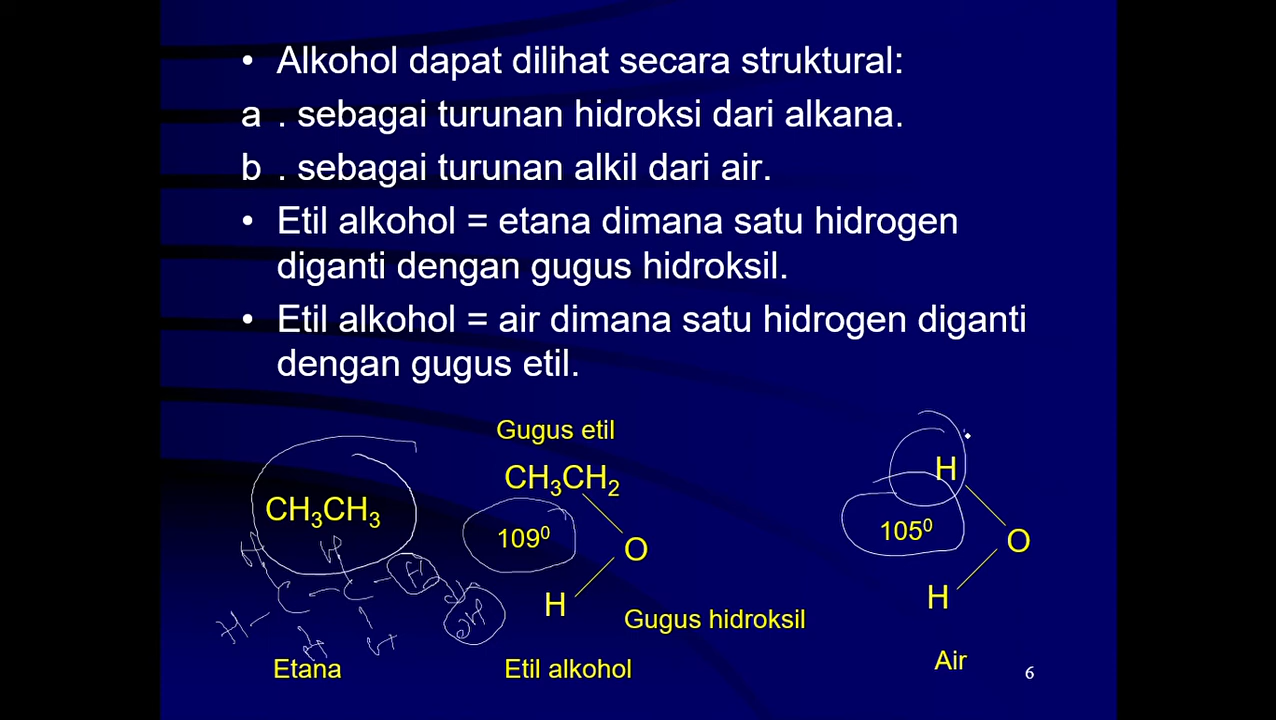 • Alkohol dapat dilihat secara struktural:
a . sebagai turunan hidroksi dari alkana.
b . sebagai turunan alkil dari air.
• Etil alkohol = etana dimana satu hidrogen
diganti dengan gugus hidroksil.
• Etil alkohol = air dimana satu hidrogen diganti
dengan gugus etil.
Gugus etil
CH₃CH₃
CH₃CH₂
H
109⁰
105⁰
O
O
H
H
Gugus hidroksil
H H
H C C H
H H
OH
Etana
Etil alkohol
Air
6